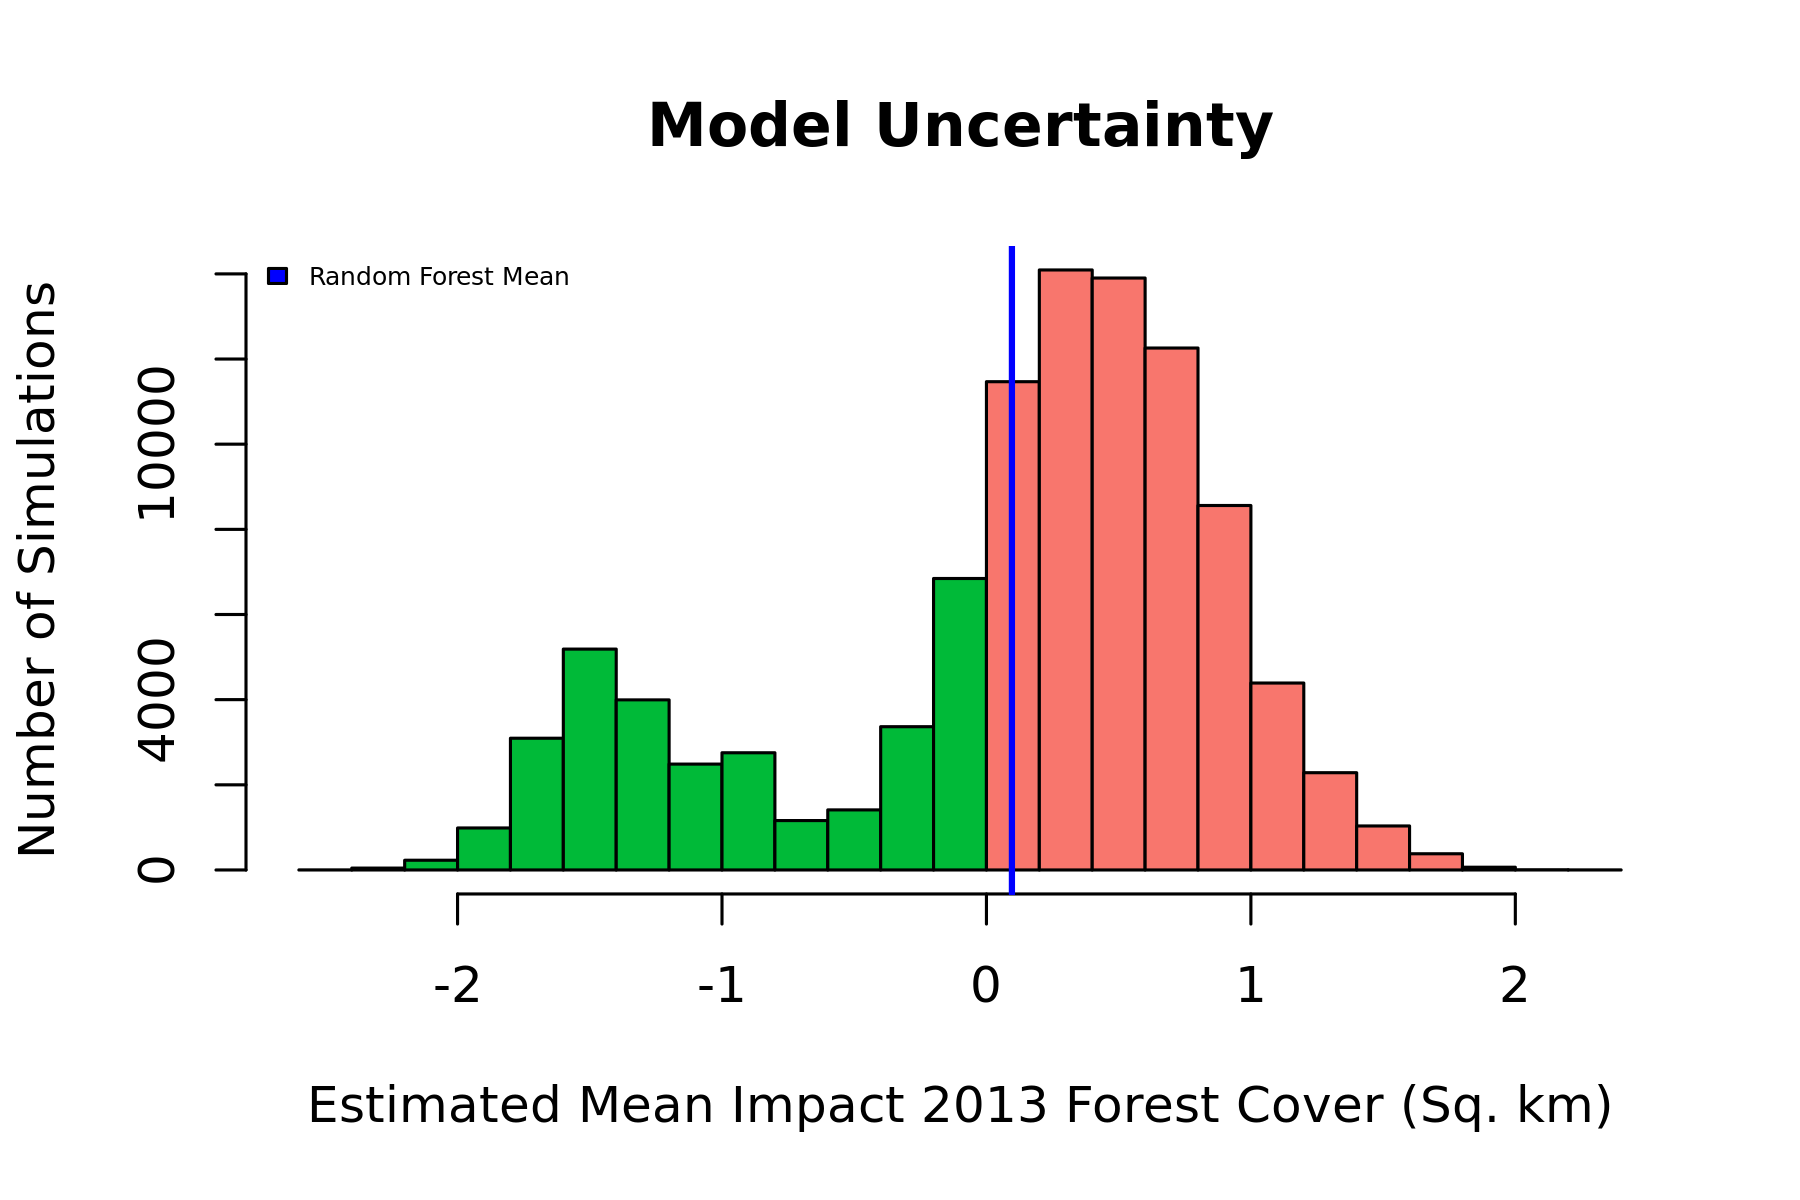 Model Uncertainty
Random Forest Mean
Number of Simulations
0
4000
10000
-2 -1 0 1 2
Estimated Mean Impact 2013 Forest Cover (Sq. km)